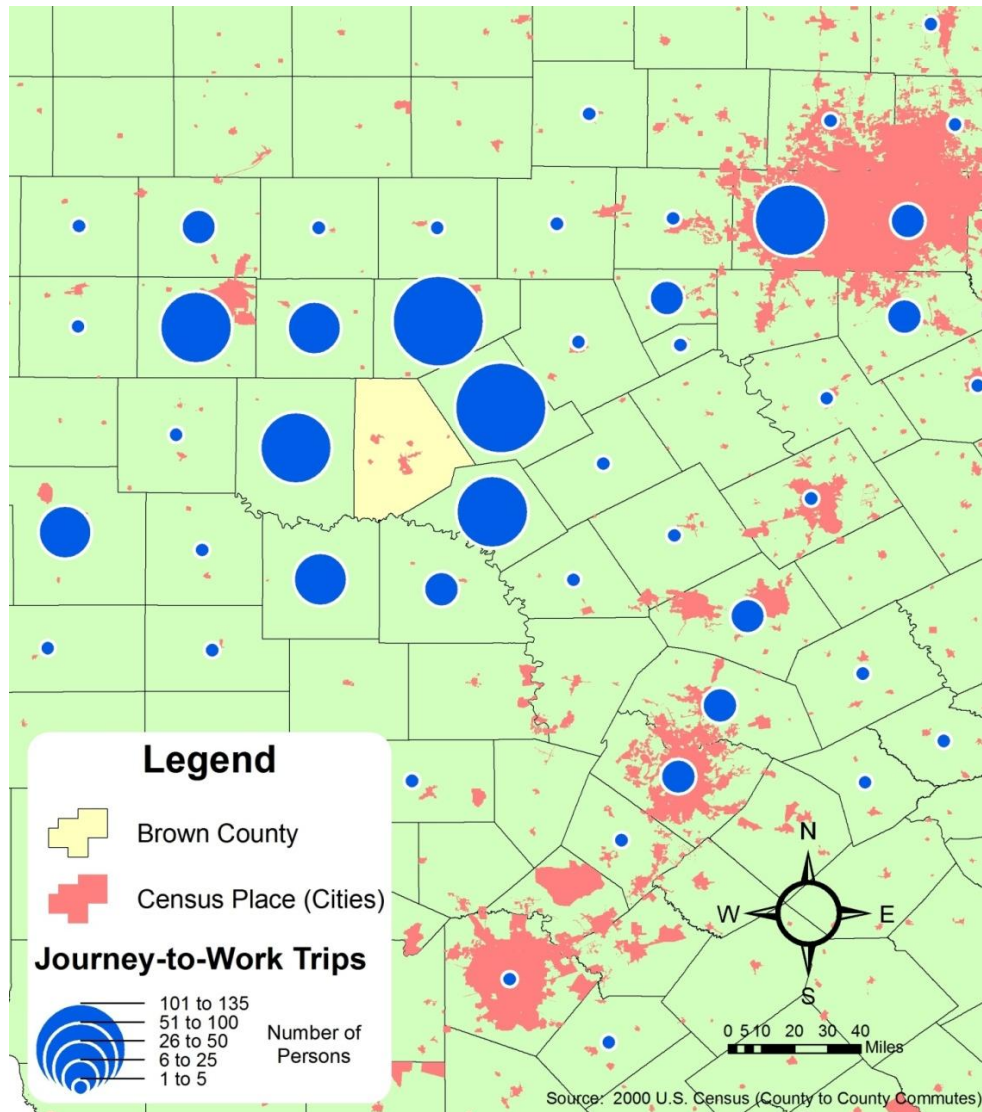 Legend
Brown County
Census Place (Cities)
Journey-to-Work Trips
101 to 135
51 to 100
26 to 50
6 to 25
1 to 5
Number of
Persons
N
W
E
S
0 5 10 20 30 40
Miles
Source: 2000 U.S. Census (County to County Commutes)